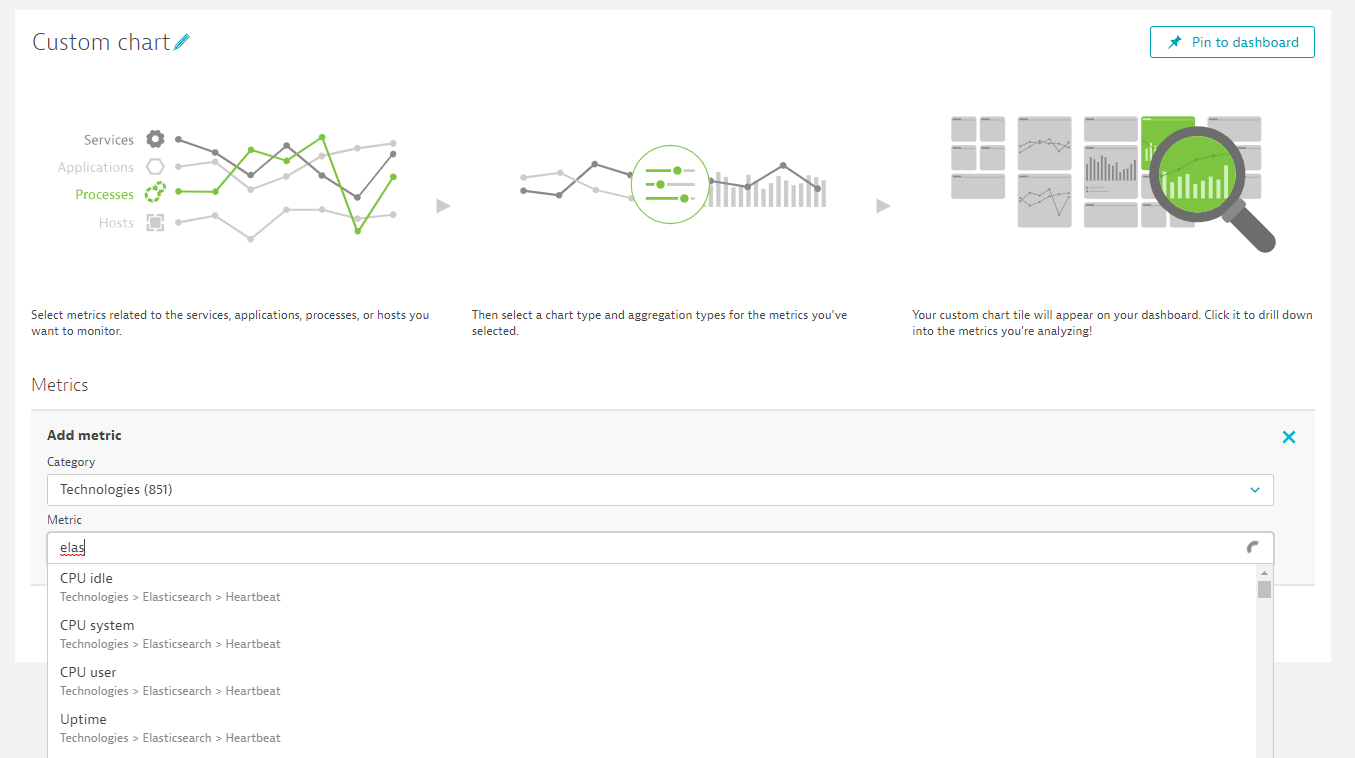 Custom chart
Pin to dashboard
Services
Applications
Processes
Hosts
Select metrics related to the services, applications, processes, or hosts you
want to monitor.
Then select a chart type and aggregation types for the metrics you've
selected.
Your custom chart tile will appear on your dashboard. Click it to drill down
into the metrics you're analyzing!
Metrics
Add metric
Category
Technologies (851)
Metric
elas
CPU idle
Technologies > Elasticsearch > Heartbeat
CPU system
Technologies > Elasticsearch > Heartbeat
CPU user
Technologies > Elasticsearch > Heartbeat
Uptime
Technologies > Elasticsearch > Heartbeat